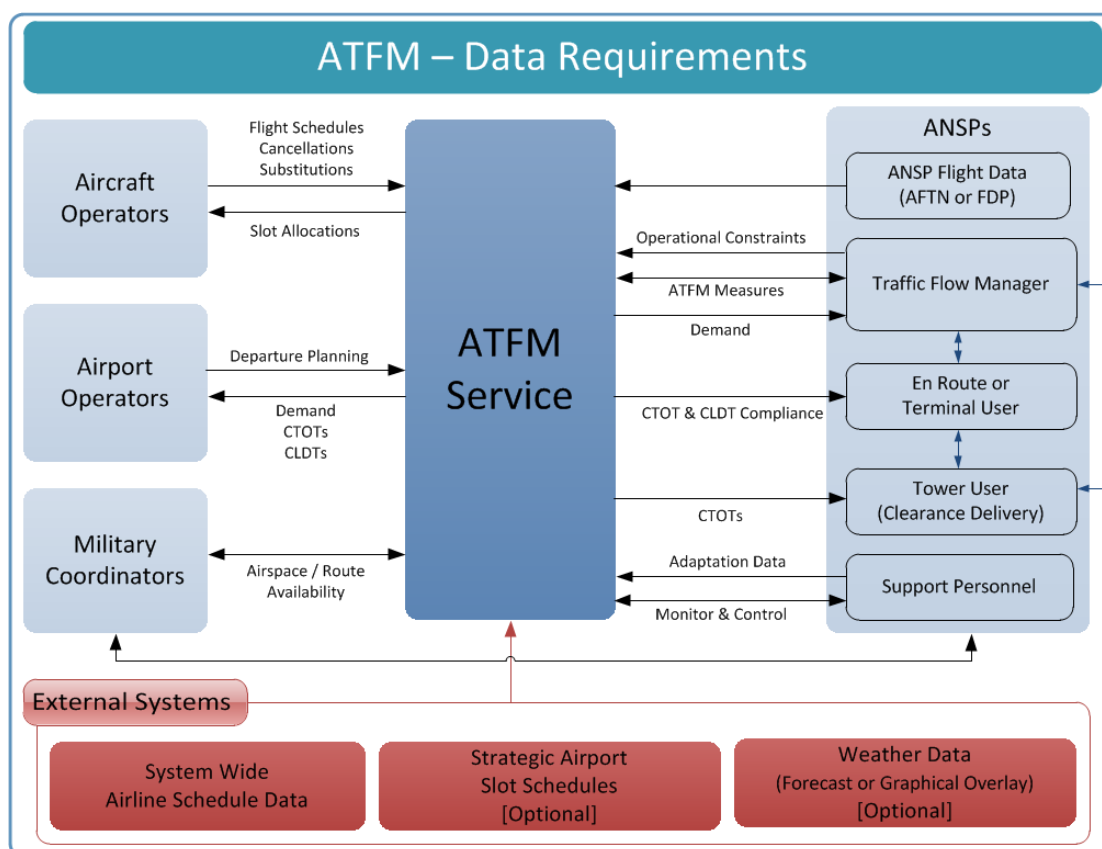 ATFM – Data Requirements
Aircraft
Operators
Flight Schedules
Cancellations
Substitutions
Slot Allocations
Airport
Operators
Departure Planning
Demand
CTOTs
CLDTs
Military
Coordinators
Airspace / Route
Availability
ATFM
Service
ANSPs
ANSP Flight Data
(AFTN or FDP)
Operational Constraints
ATFM Measures
Demand
Traffic Flow Manager
CTOT & CLDT Compliance
En Route or
Terminal User
CTOTs
Tower User
(Clearance Delivery)
Adaptation Data
Monitor & Control
Support Personnel
External Systems
System Wide
Airline Schedule Data
Strategic Airport
Slot Schedules
[Optional]
Weather Data
(Forecast or Graphical Overlay)
[Optional]